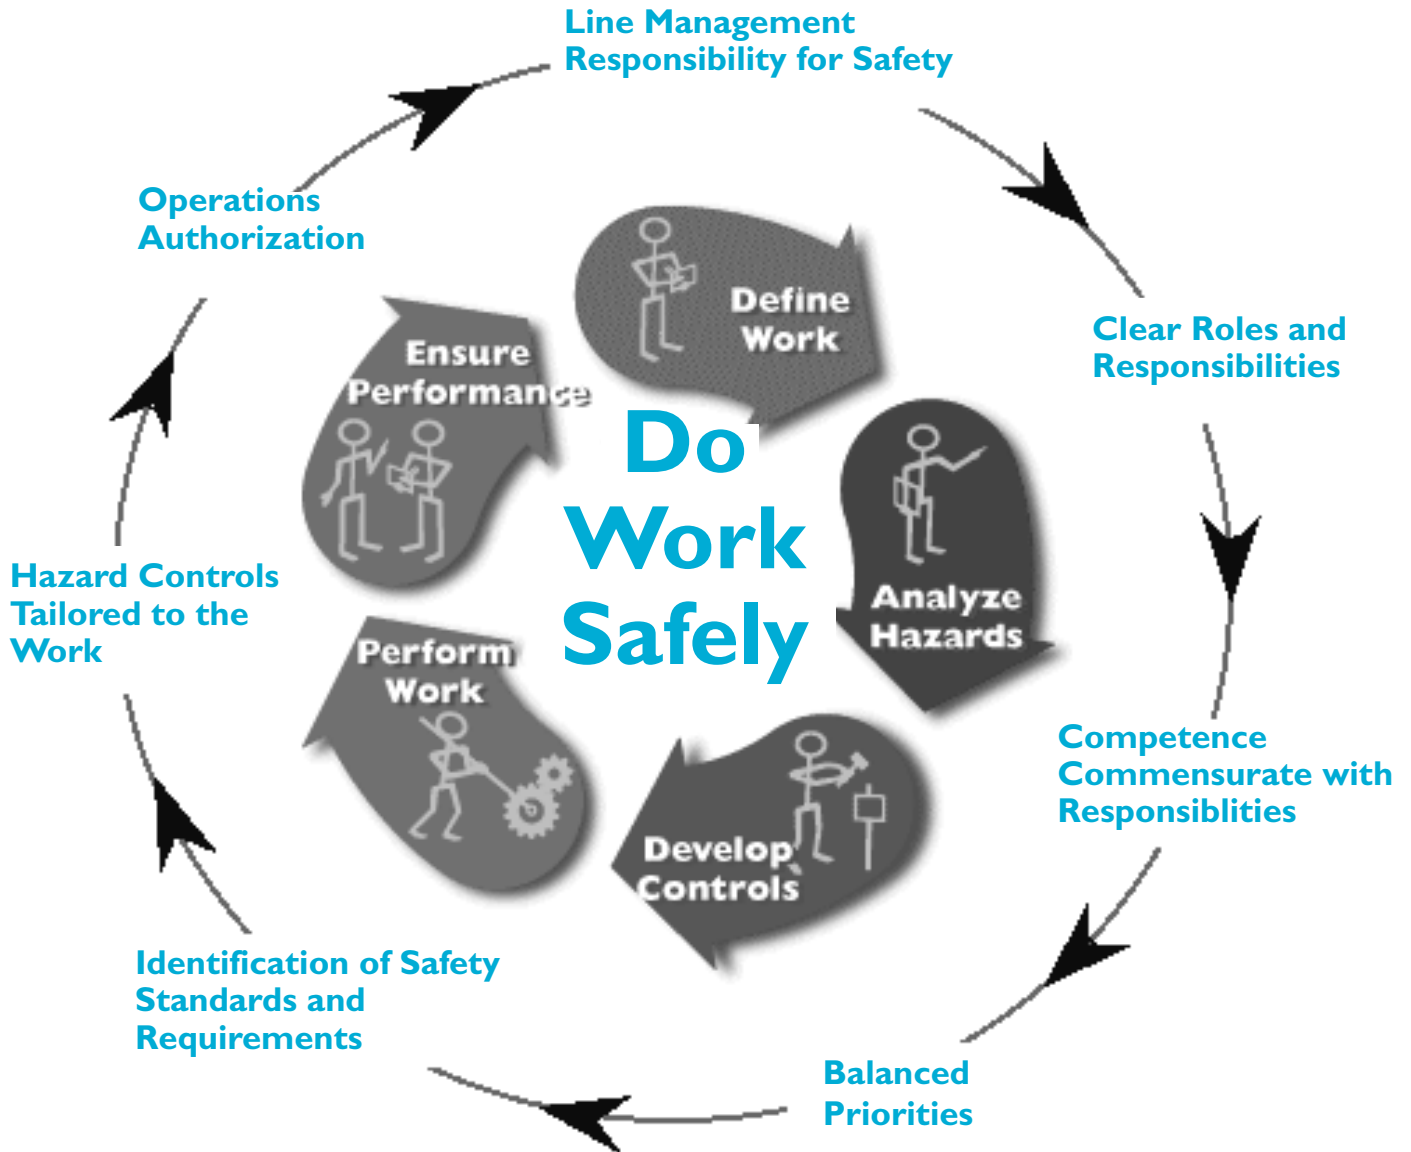 Line Management
Responsibility for Safety
Operations
Authorization
Define
Work
Clear Roles and
Responsibilities
Ensure
Performance
Do
Work
Safely
Analyze
Hazards
Hazard Controls
Tailored to the
Work
Perform
Work
Competence
Commensurate with
Responsiblities
Develop
Controls
Identification of Safety
Standards and
Requirements
Balanced
Priorities